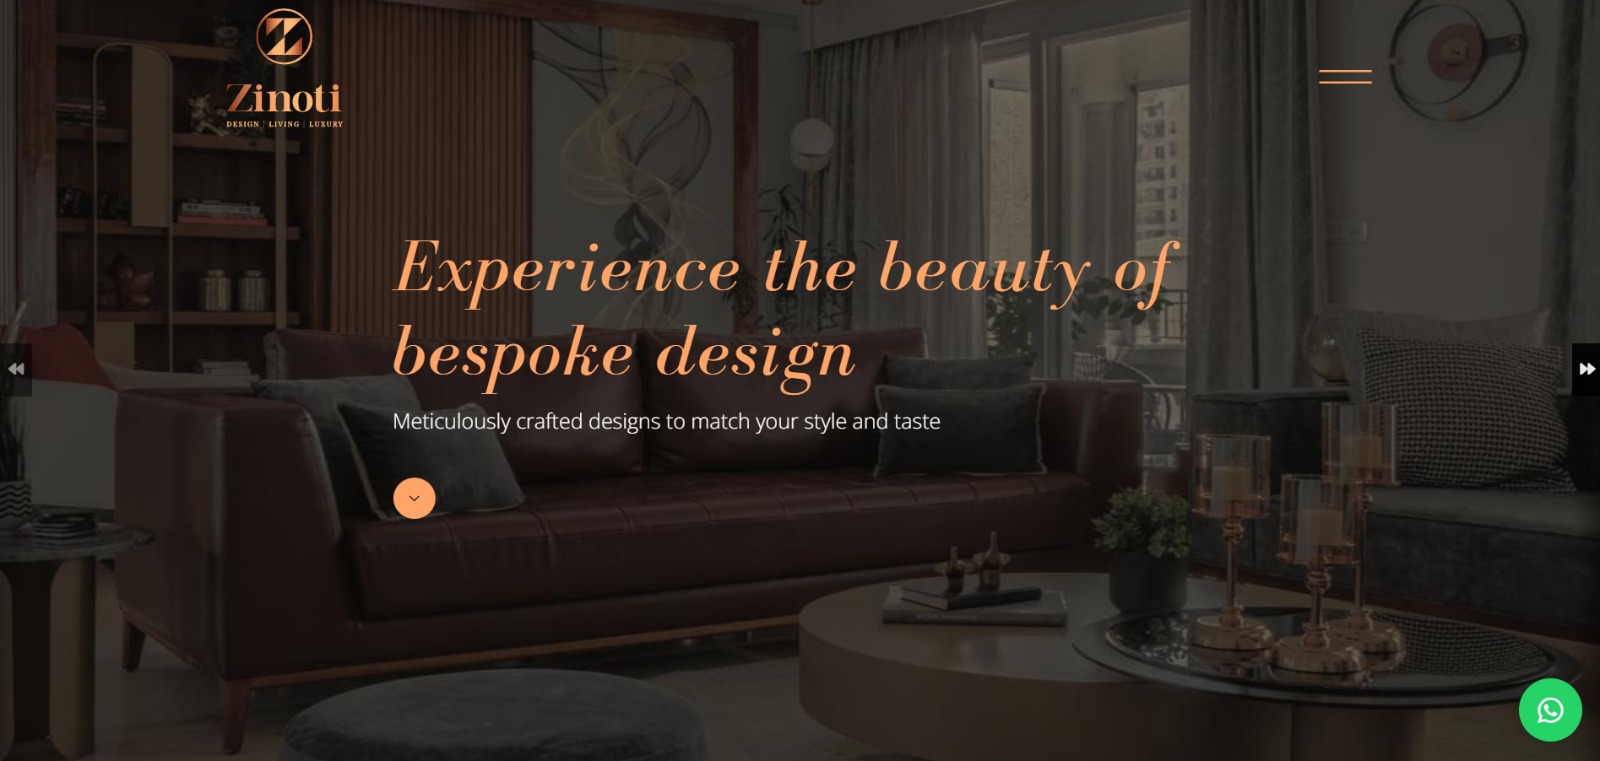 Zinoti
DESIGN | LIVING | LUXURY
Experience the beauty of
bespoke design
Meticulously crafted designs to match your style and taste